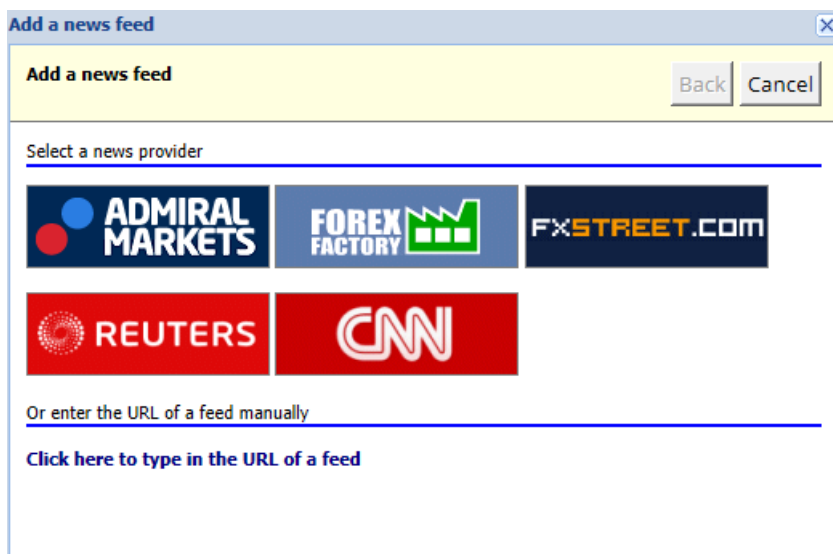 Add a news feed
Add a news feed
Back Cancel
Select a news provider
ADMIRAL
MARKETS
FOREX
FACTORY
FXSTREET.COM
REUTERS
CNN
Or enter the URL of a feed manually
Click here to type in the URL of a feed